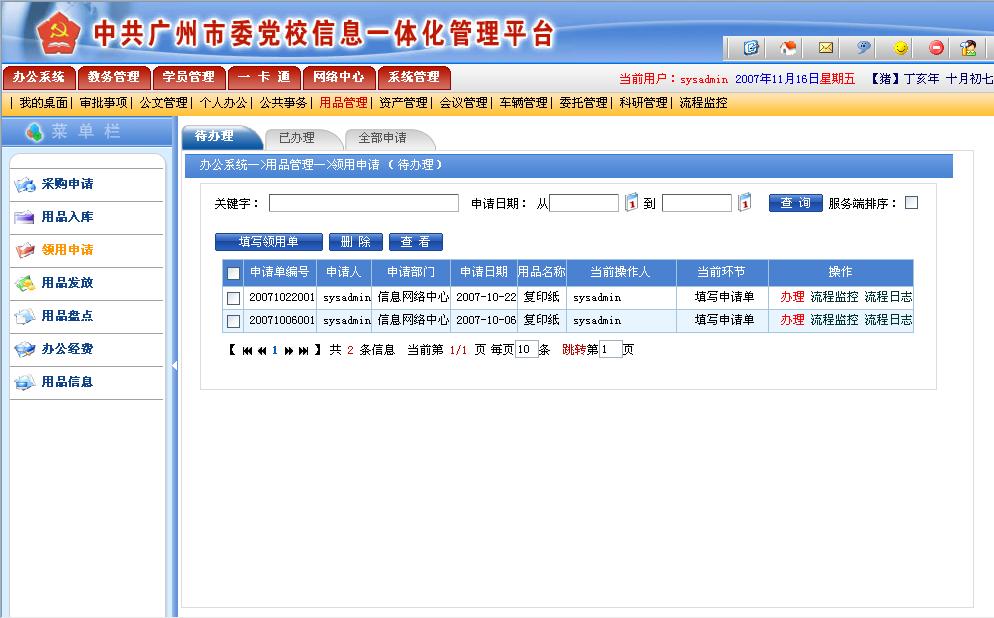 中共广州市委党校信息一体化管理平台
办公系统 教务管理 学员管理 一 卡 通 网络中心 系统管理
当前用户：sysadmin 2007年11月16日星期五 【猪】丁亥年 十月初七
| 我的桌面| 审批事项| 公文管理| 个人办公| 公共事务| 用品管理| 资产管理| 会议管理| 车辆管理| 委托管理| 科研管理| 流程监控
菜 单 栏
待办理 已办理 全部申请
办公系统—>用品管理—>领用申请 （ 待办理 ）
采购申请
用品入库
领用申请
用品发放
用品盘点
办公经费
用品信息
关键字： 申请日期： 从 1 到 1 查 询 服务端排序：
填写领用单 删 除 查 看
申请单编号 申请人 申请部门 申请日期 用品名称 当前操作人 当前环节 操作
20071022001 sysadmin 信息网络中心 2007-10-22 复印纸 sysadmin 填写申请单 办理 流程监控 流程日志
20071006001 sysadmin 信息网络中心 2007-10-06 复印纸 sysadmin 填写申请单 办理 流程监控 流程日志
【 1 】 共 2 条信息 当前第 1/1 页 每页10条 跳转第1页